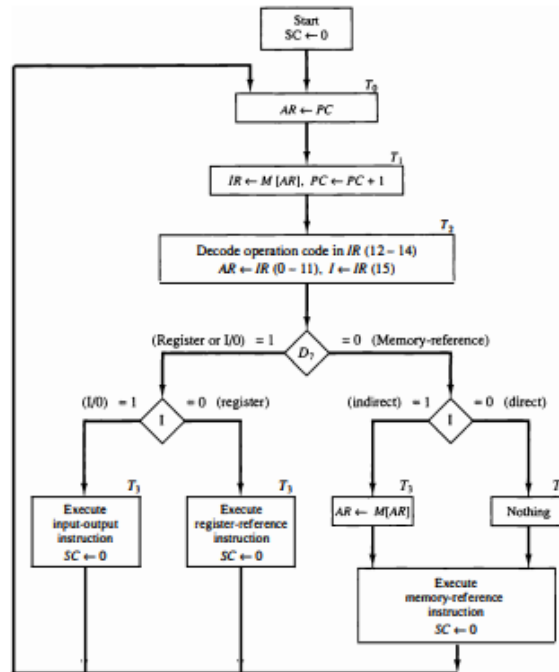 Start
SC ← 0
T₀
AR ← PC
T₁
IR ← M [AR], PC ← PC + 1
T₂
Decode operation code in IR (12 – 14)
AR ← IR (0 – 11), I ← IR (15)
(Register or I/0) = 1
D₇
= 0 (Memory-reference)
(I/0) = 1
I
= 0 (register)
(indirect) = 1
I
= 0 (direct)
T₃
T₃
T₃
T
Execute
input-output
instruction
SC ← 0
Execute
register-reference
instruction
SC ← 0
AR ← M[AR]
Nothing
Execute
memory-reference
instruction
SC ← 0